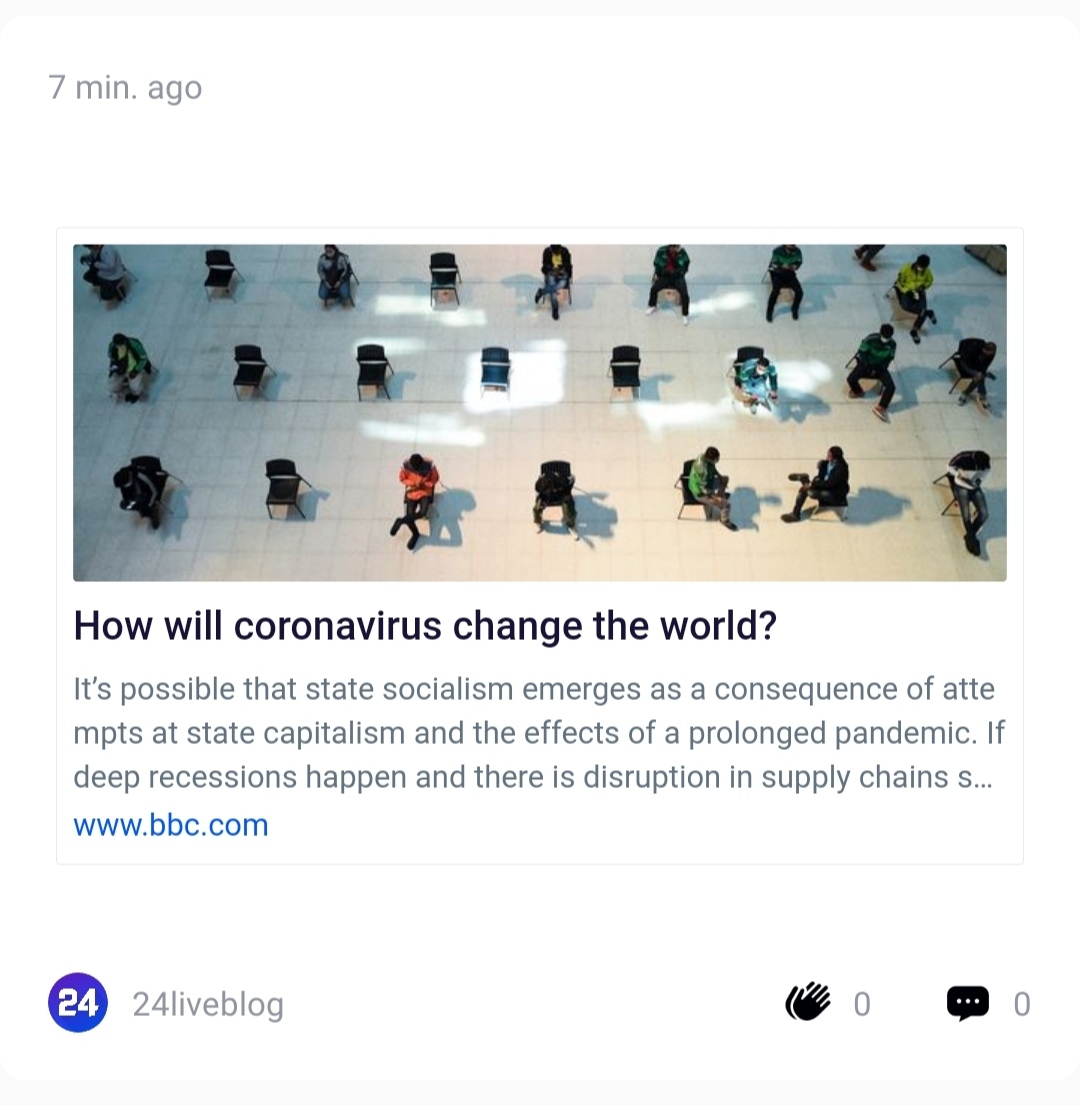 7 min. ago
How will coronavirus change the world?
It’s possible that state socialism emerges as a consequence of atte
mpts at state capitalism and the effects of a prolonged pandemic. If
deep recessions happen and there is disruption in supply chains s...
www.bbc.com
24 24liveblog 0 0